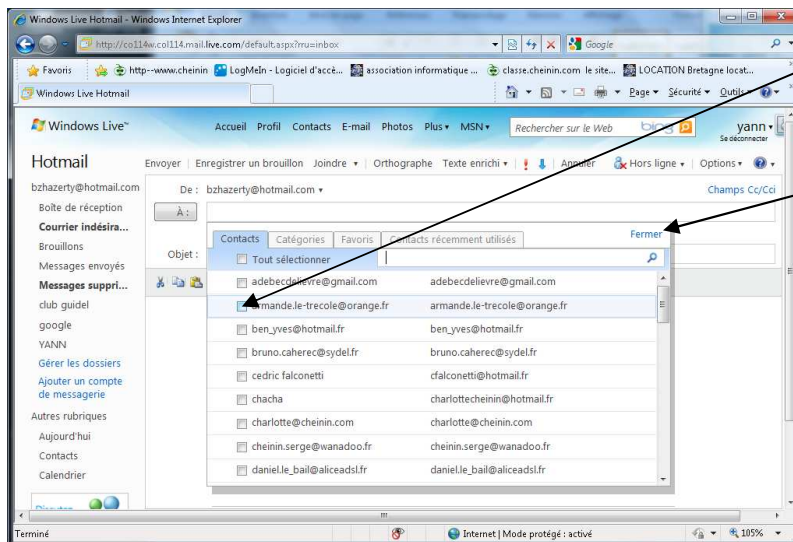 Windows Live Hotmail - Windows Internet Explorer
http://co114w.col114.mail.live.com/default.aspx?rru=inbox
Google
Favoris http--www.cheinin LogMeIn - Logiciel d'accè... association informatique ... classe.cheinin.com le site... LOCATION Bretagne locat...
Windows Live Hotmail Page Sécurité Outils
Windows Live™ Accueil Profil Contacts E-mail Photos Plus MSN Rechercher sur le Web bing yann
Se déconnecter
Hotmail Envoyer Enregistrer un brouillon Joindre Orthographe Texte enrichi Annuler Hors ligne Options
bzhazerty@hotmail.com De : bzhazerty@hotmail.com Champs Cc/Cci
Boîte de réception À :
Courrier indésira...
Brouillons
Messages envoyés
Messages suppri...
club guidel
google
YANN
Gérer les dossiers
Ajouter un compte
de messagerie
Autres rubriques
Aujourd'hui
Contacts
Calendrier
Objet :
Contacts Catégories Favoris Contacts récemment utilisés Fermer
Tout sélectionner
adebecdelievre@gmail.com adebecdelievre@gmail.com
armande.le-trecole@orange.fr armande.le-trecole@orange.fr
ben_yves@hotmail.fr ben_yves@hotmail.fr
bruno.caherec@sydel.fr bruno.caherec@sydel.fr
cedric falconetti cfalconetti@hotmail.fr
chacha charlottecheinin@hotmail.fr
charlotte@cheinin.com charlotte@cheinin.com
cheinin.serge@wanadoo.fr cheinin.serge@wanadoo.fr
daniel.le_bail@aliceadsl.fr daniel.le_bail@aliceadsl.fr
Terminé Internet | Mode protégé : activé 105%